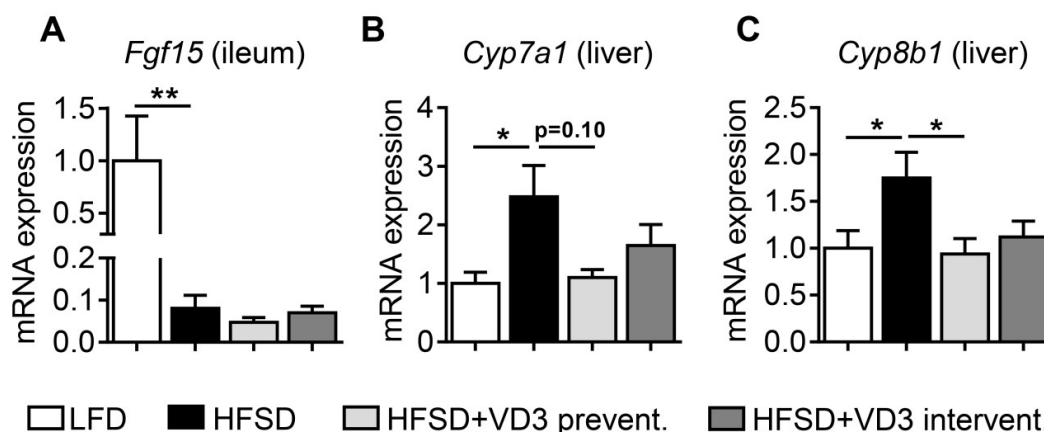 A
Fgf15 (ileum)
mRNA expression
1.5
1.0
0.5
0.2
0.1
0.0
**
B
Cyp7a1 (liver)
mRNA expression
4
3
2
1
0
*
p=0.10
C
Cyp8b1 (liver)
mRNA expression
2.5
2.0
1.5
1.0
0.5
0.0
*
*
LFD
HFSD
HFSD+VD3 prevent.
HFSD+VD3 intervent